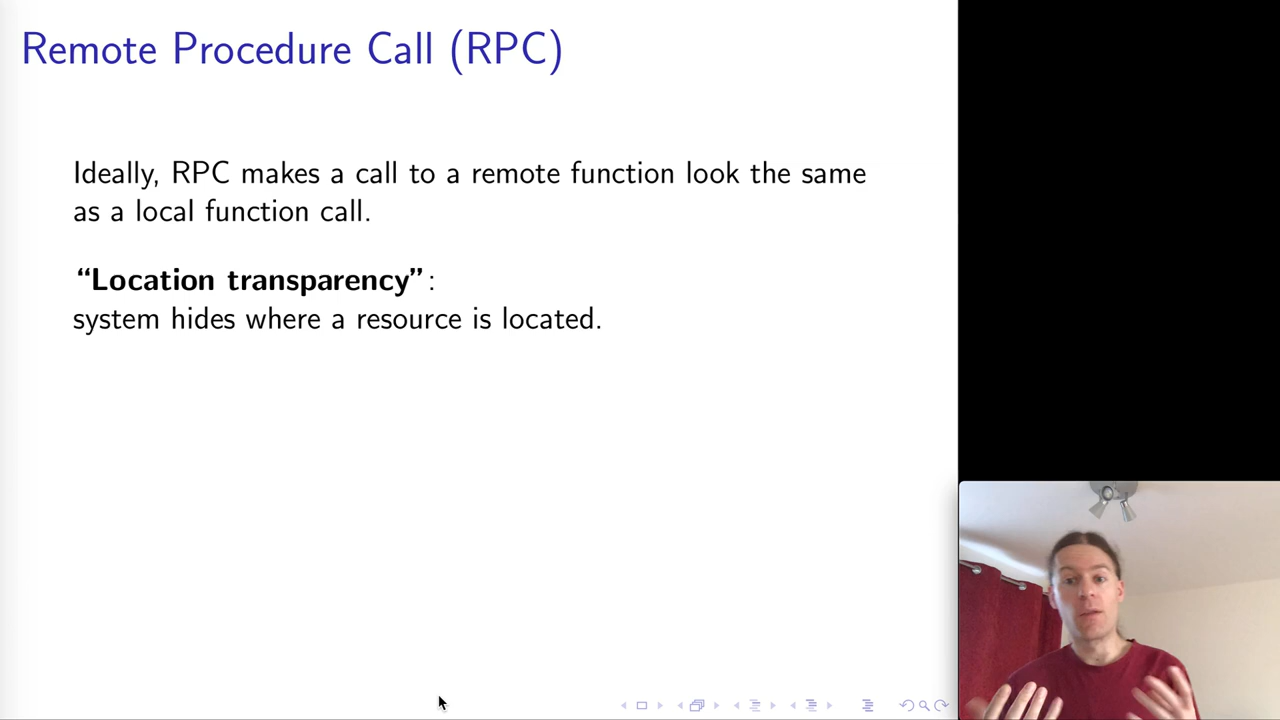 Remote Procedure Call (RPC)
Ideally, RPC makes a call to a remote function look the same
as a local function call.
“Location transparency”:
system hides where a resource is located.